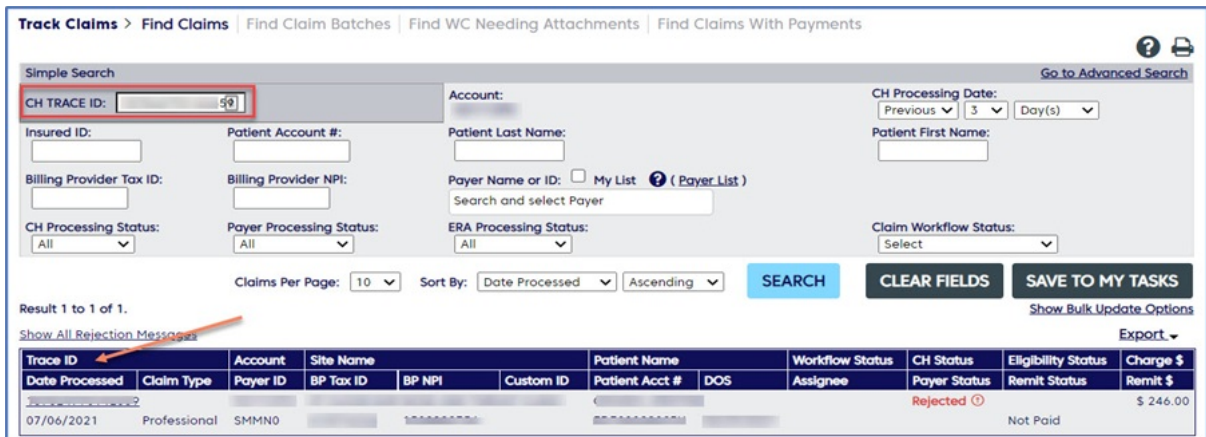 Track Claims > Find Claims | Find Claim Batches | Find WC Needing Attachments | Find Claims With Payments
Simple Search Go to Advanced Search
CH TRACE ID: Account: CH Processing Date:
Previous 3 Day(s)
Insured ID: Patient Account #: Patient Last Name: Patient First Name:
Billing Provider Tax ID: Billing Provider NPI: Payer Name or ID: My List ? ( Payer List )
Search and select Payer
CH Processing Status: Payer Processing Status: ERA Processing Status: Claim Workflow Status:
All All All Select
Claims Per Page: 10 Sort By: Date Processed Ascending SEARCH CLEAR FIELDS SAVE TO MY TASKS
Result 1 to 1 of 1. Show Bulk Update Options
Show All Rejection Messages Export
Trace ID Account Site Name Patient Name Workflow Status CH Status Eligibility Status Charge $
Date Processed Claim Type Payer ID BP Tax ID BP NPI Custom ID Patient Acct # DOS Assignee Payer Status Remit Status Remit $
Rejected $ 246.00
07/06/2021 Professional SMMN0 Not Paid